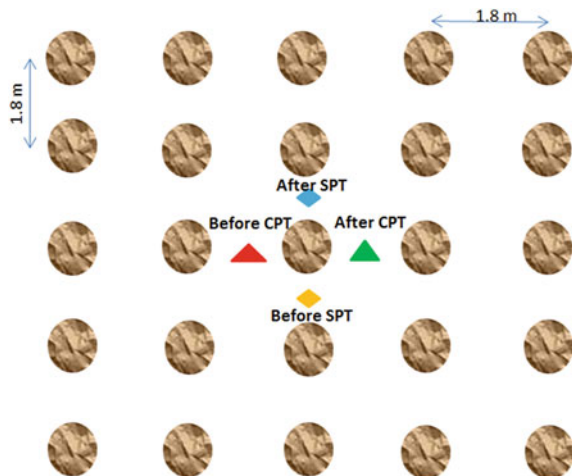 1.8 m
1.8 m
After SPT
Before CPT
After CPT
Before SPT